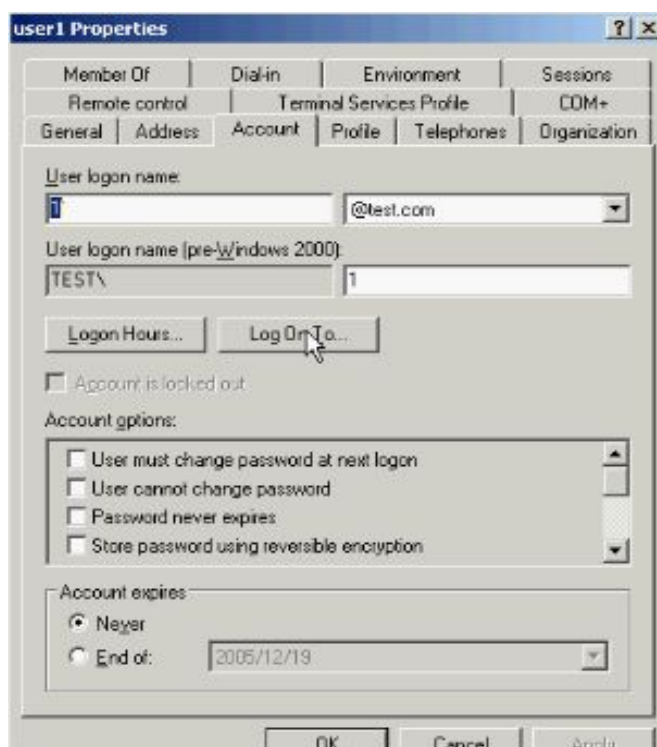 user1 Properties
Member Of Dial-in Environment Sessions
Remote control Terminal Services Profile COM+
General Address Account Profile Telephones Organization
User logon name:
1 @test.com
User logon name (pre-Windows 2000):
TEST\ 1
Logon Hours... Log On To...
Account is locked out
Account options:
User must change password at next logon
User cannot change password
Password never expires
Store password using reversible encryption
Account expires
Never
End of: 2005/12/19
OK Cancel Apply